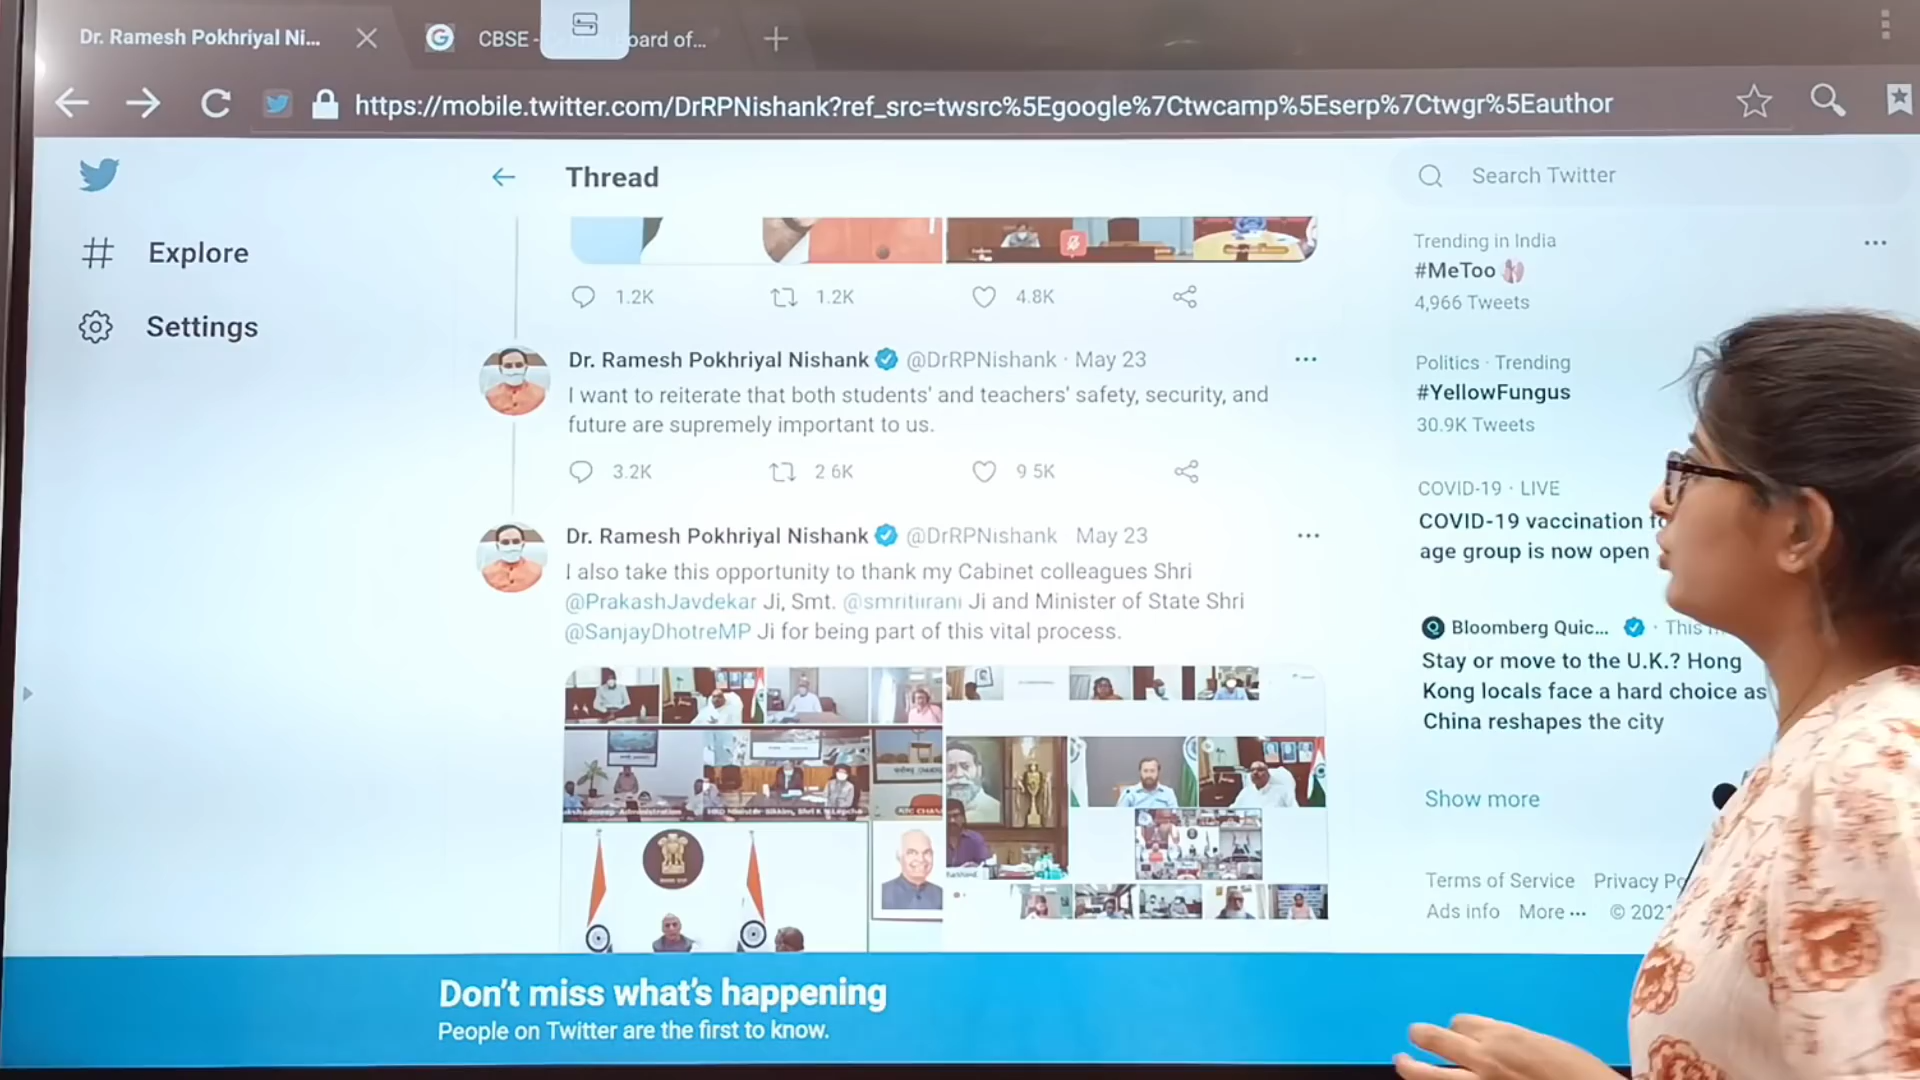 Dr. Ramesh Pokhriyal Ni...
CBSE -
oard of...
https://mobile.twitter.com/DrRPNishank?ref_src=twsrc%5Egoogle%7Ctwcamp%5Eserp%7Ctwgr%5Eauthor
Thread
Search Twitter
Explore
Settings
1.2K 1.2K 4.8K
Dr. Ramesh Pokhriyal Nishank @DrRPNishank · May 23
I want to reiterate that both students' and teachers' safety, security, and
future are supremely important to us.
3.2K 2 6K 9 5K
Dr. Ramesh Pokhriyal Nishank @DrRPNishank May 23
I also take this opportunity to thank my Cabinet colleagues Shri
@PrakashJavdekar Ji, Smt. @smritiirani Ji and Minister of State Shri
@SanjayDhotreMP Ji for being part of this vital process.
Trending in India
#MeToo
4,966 Tweets
Politics · Trending
#YellowFungus
30.9K Tweets
COVID-19 · LIVE
COVID-19 vaccination
age group is now open
Bloomberg Quic... · This
Stay or move to the U.K.? Hong
Kong locals face a hard choice as
China reshapes the city
Show more
Terms of Service Privacy
Ads info More ··· © 2021
Don't miss what's happening
People on Twitter are the first to know.